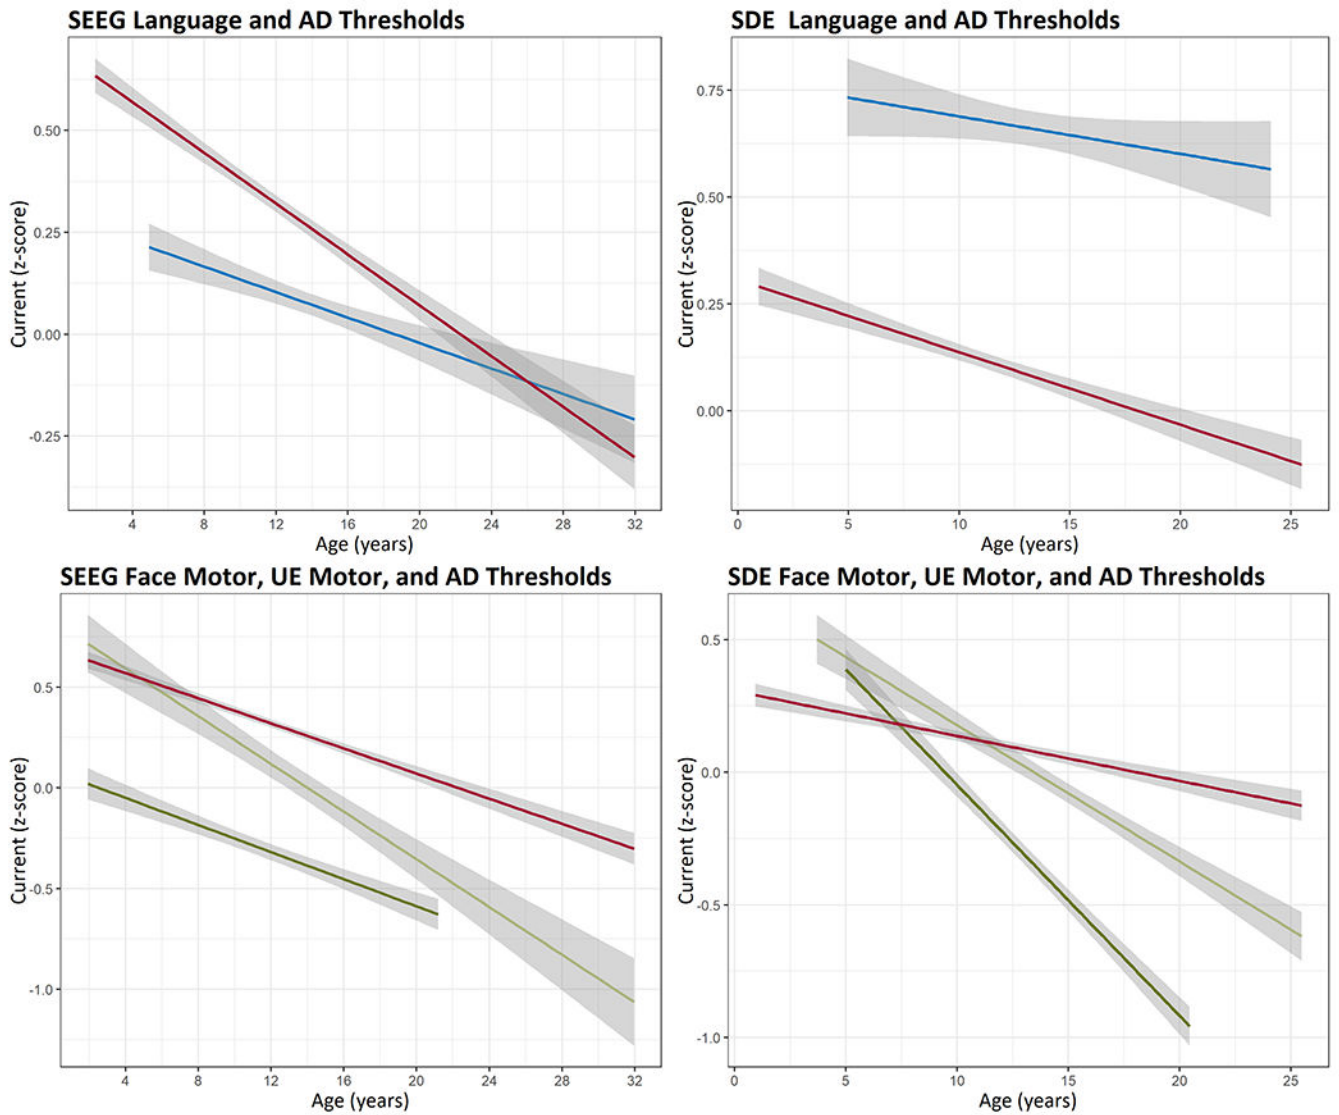 SEEG Language and AD Thresholds
Current (z-score)
0.50
0.25
0.00
-0.25
4 8 12 16 20 24 28 32
Age (years)
SDE Language and AD Thresholds
Current (z-score)
0.75
0.50
0.25
0.00
0 5 10 15 20 25
Age (years)
SEEG Face Motor, UE Motor, and AD Thresholds
Current (z-score)
0.5
0.0
-0.5
-1.0
4 8 12 16 20 24 28 32
Age (years)
SDE Face Motor, UE Motor, and AD Thresholds
Current (z-score)
0.5
0.0
-0.5
-1.0
0 5 10 15 20 25
Age (years)